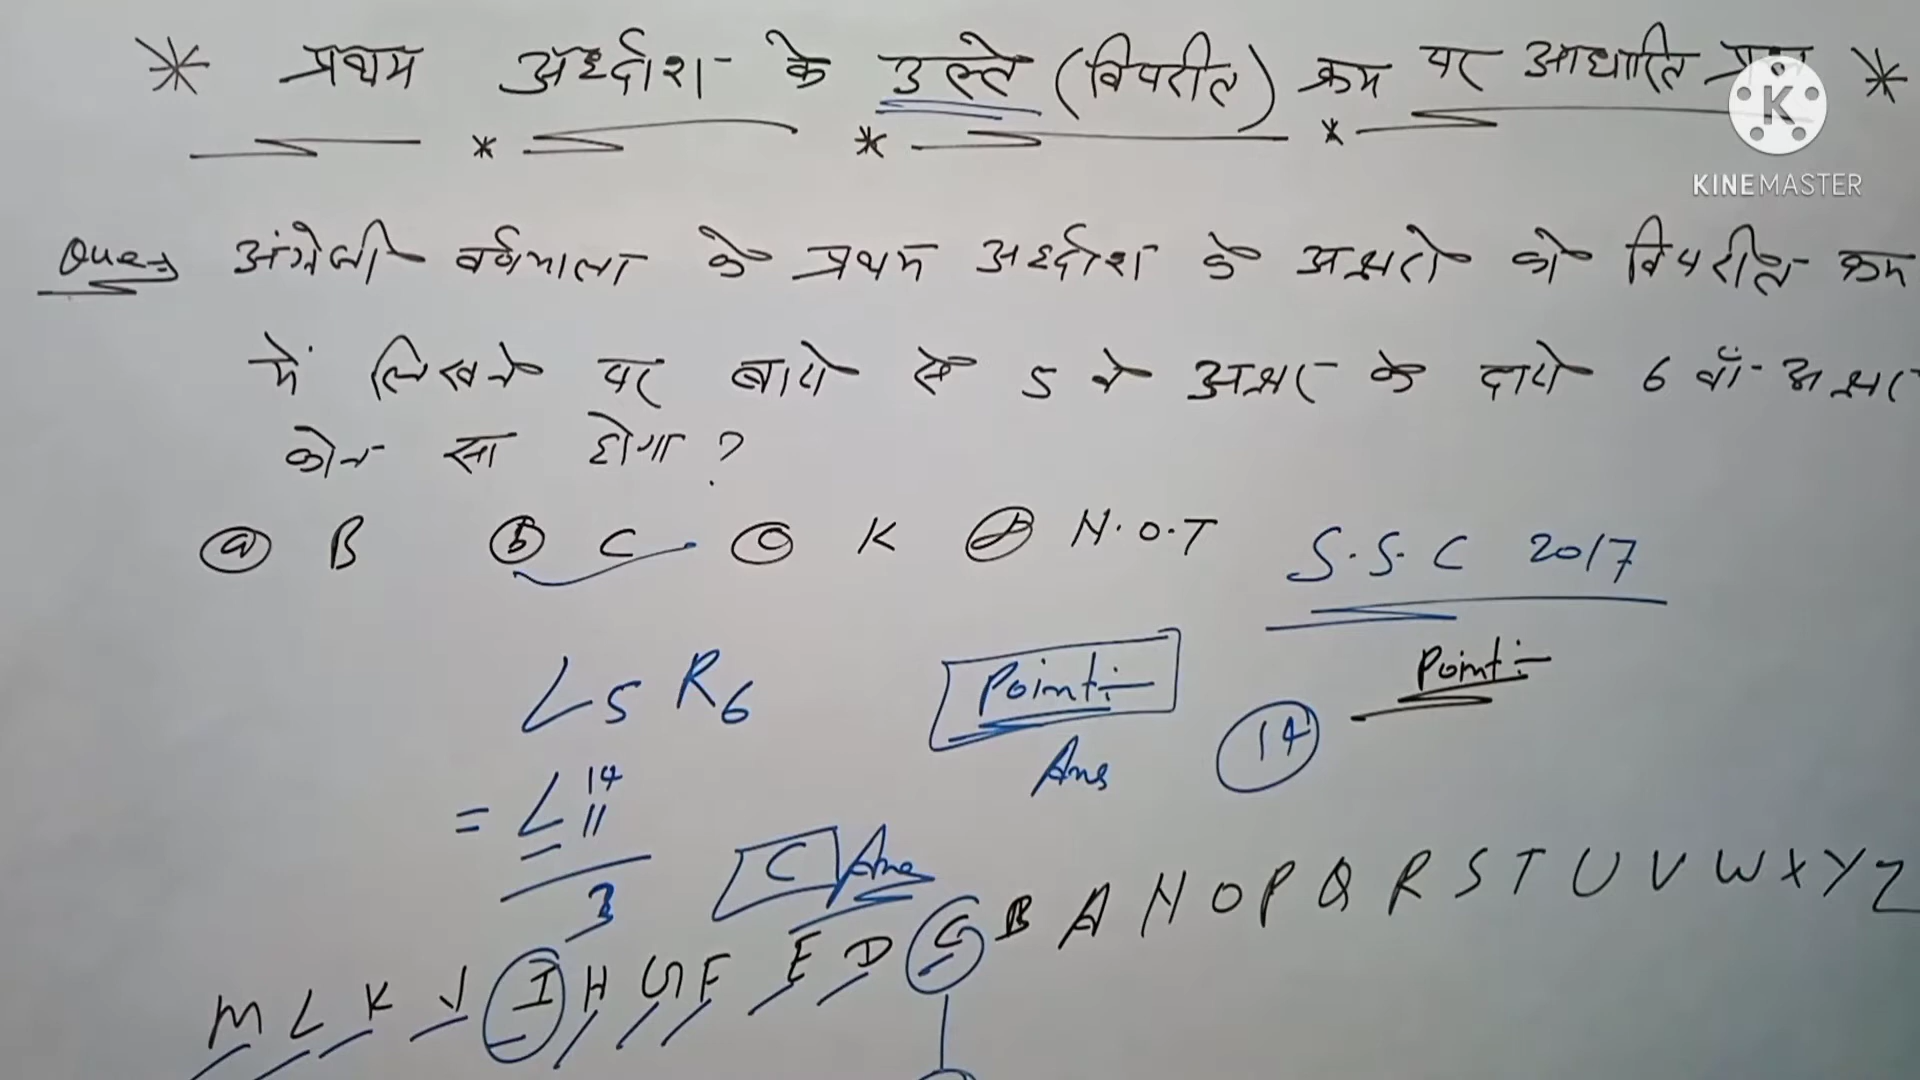 * प्रथम अर्ध्दांश के उल्टे (विपरीत) क्रम पर आधारित प्रश्न *
* * *
KINEMASTER
Que → अंग्रेजी वर्णमाला के प्रथम अर्ध्दांश के अक्षरो को विपरीत क्रम
में लिखने पर बायें से 5 वे अक्षर के दायें 6 वाँ अक्षर
कौन सा होगा ?
(a) B (b) C (c) K (d) N.O.T
S.S.C 2017
L5 R6
Point :-
Point :-
14
Ans
= L 11
14
3
C Ans
M L K J I H G F E D C B A N O P Q R S T U V W X Y Z